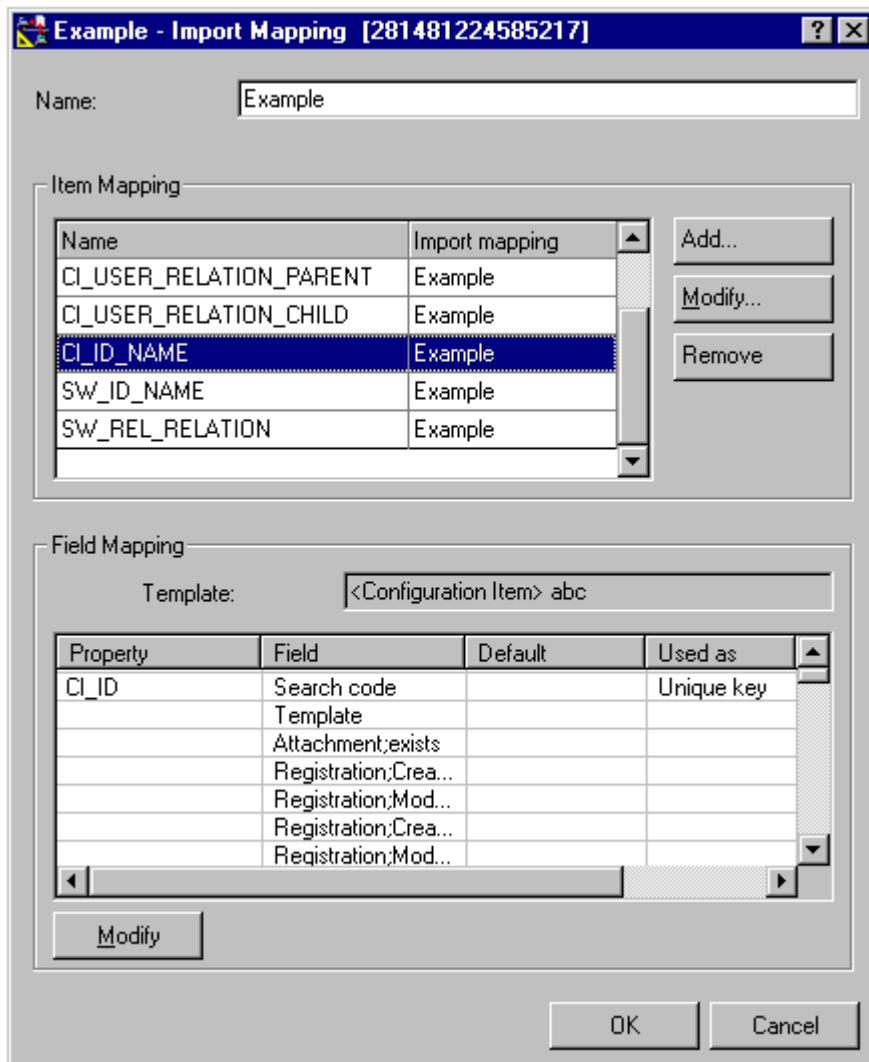 Example - Import Mapping [281481224585217]
Name: Example
Item Mapping
Name Import mapping
CI_USER_RELATION_PARENT Example
CI_USER_RELATION_CHILD Example
CI_ID_NAME Example
SW_ID_NAME Example
SW_REL_RELATION Example
Add...
Modify...
Remove
Field Mapping
Template: <Configuration Item> abc
Property Field Default Used as
CI_ID Search code Unique key
Template
Attachment;exists
Registration;Crea...
Registration;Mod...
Registration;Crea...
Registration;Mod...
Modify
OK Cancel